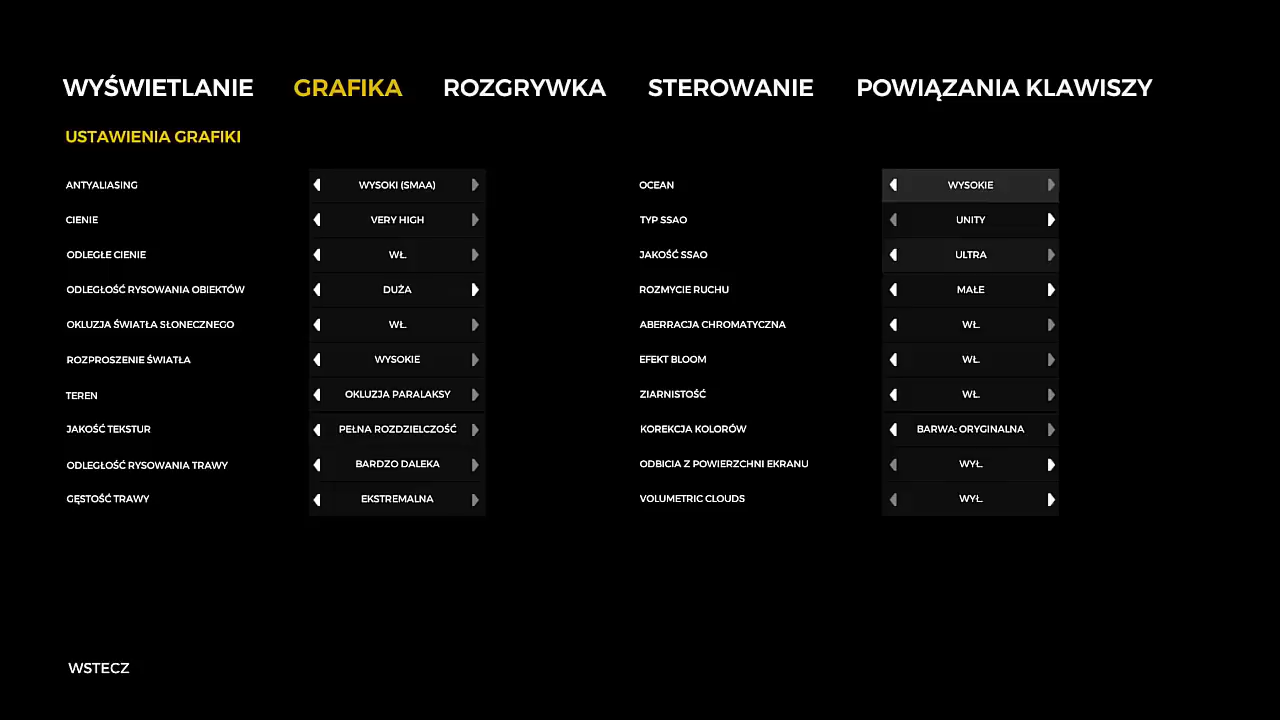 WYŚWIETLANIE GRAFIKA ROZGRYWKA STEROWANIE POWIĄZANIA KLAWISZY
USTAWIENIA GRAFIKI
ANTYALIASING WYSOKI (SMAA) OCEAN WYSOKIE
CIENIE VERY HIGH TYP SSAO UNITY
ODLEGŁE CIENIE WŁ. JAKOŚĆ SSAO ULTRA
ODLEGŁOŚĆ RYSOWANIA OBIEKTÓW DUŻA ROZMYCIE RUCHU MAŁE
OKLUZJA ŚWIATŁA SŁONECZNEGO WŁ. ABERRACJA CHROMATYCZNA WŁ.
ROZPROSZENIE ŚWIATŁA WYSOKIE EFEKT BLOOM WŁ.
TEREN OKLUZJA PARALAKSY ZIARNISTOŚĆ WŁ.
JAKOŚĆ TEKSTUR PEŁNA ROZDZIELCZOŚĆ KOREKCJA KOLORÓW BARWA: ORYGINALNA
ODLEGŁOŚĆ RYSOWANIA TRAWY BARDZO DALEKA ODBICIA Z POWIERZCHNI EKRANU WYŁ.
GĘSTOŚĆ TRAWY EKSTREMALNA VOLUMETRIC CLOUDS WYŁ.
WSTECZ